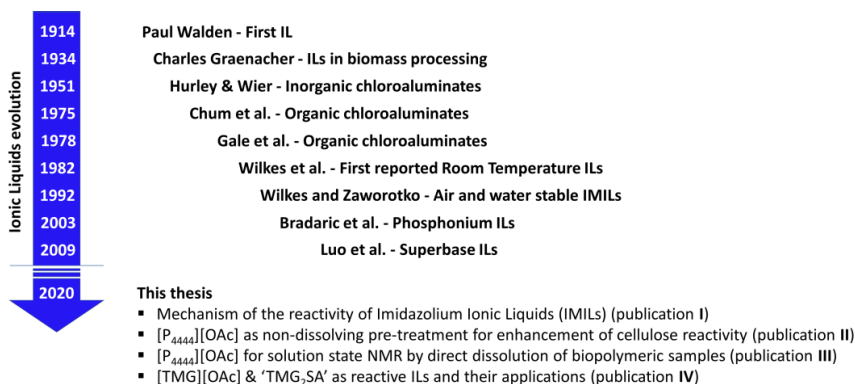 Ionic Liquids evolution
1914 Paul Walden - First IL
1934 Charles Graenacher - ILs in biomass processing
1951 Hurley & Wier - Inorganic chloroaluminates
1975 Chum et al. - Organic chloroaluminates
1978 Gale et al. - Organic chloroaluminates
1982 Wilkes et al. - First reported Room Temperature ILs
1992 Wilkes and Zaworotko - Air and water stable IMILs
2003 Bradaric et al. - Phosphonium ILs
2009 Luo et al. - Superbase ILs
2020 This thesis
▪ Mechanism of the reactivity of Imidazolium Ionic Liquids (IMILs) (publication I)
▪ [P₄₄₄₄][OAc] as non-dissolving pre-treatment for enhancement of cellulose reactivity (publication II)
▪ [P₄₄₄₄][OAc] for solution state NMR by direct dissolution of biopolymeric samples (publication III)
▪ [TMG][OAc] & ‘TMG₂SA’ as reactive ILs and their applications (publication IV)